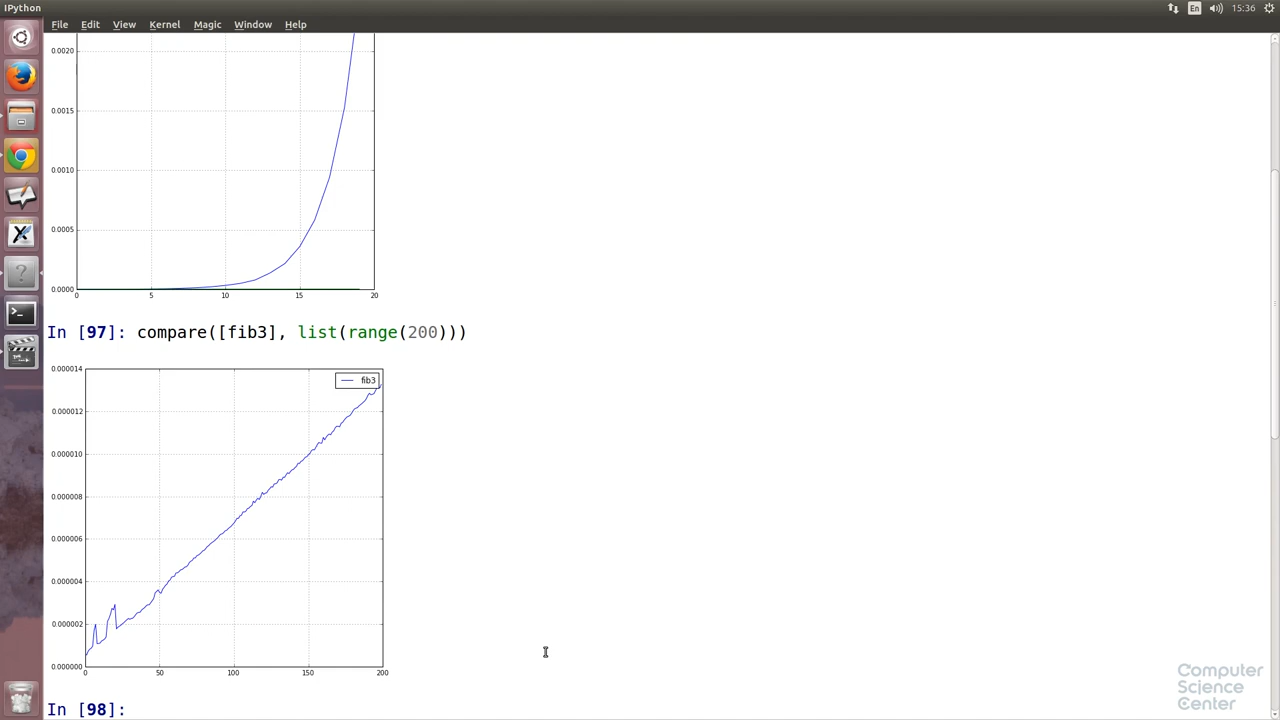 IPython
En
15:36
File Edit View Kernel Magic Window Help
0.0020
0.0015
0.0010
0.0005
0.0000
0 5 10 15 20
In [97]: compare([fib3], list(range(200)))
0.000014
fib3
0.000012
0.000010
0.000008
0.000006
0.000004
0.000002
0.000000
0 50 100 150 200
Computer
Science
Center
In [98]: